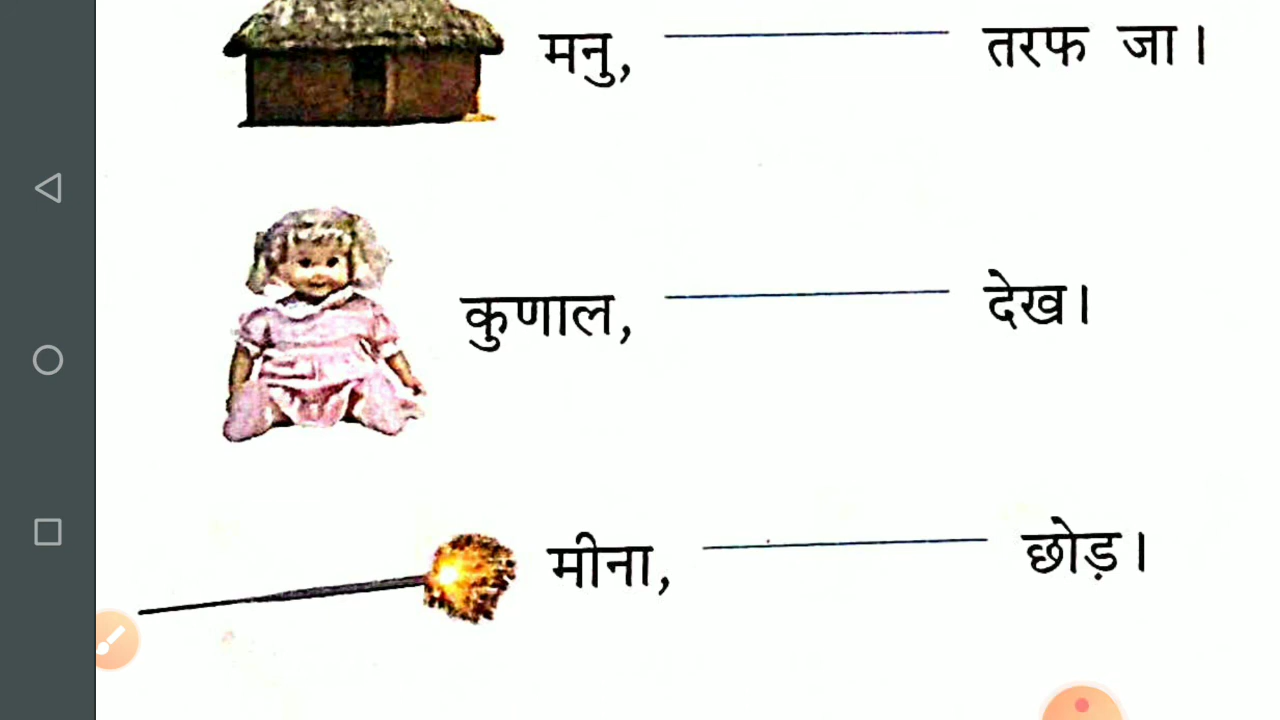 मनु, तरफ जा।
कुणाल, देख।
मीना, छोड़।